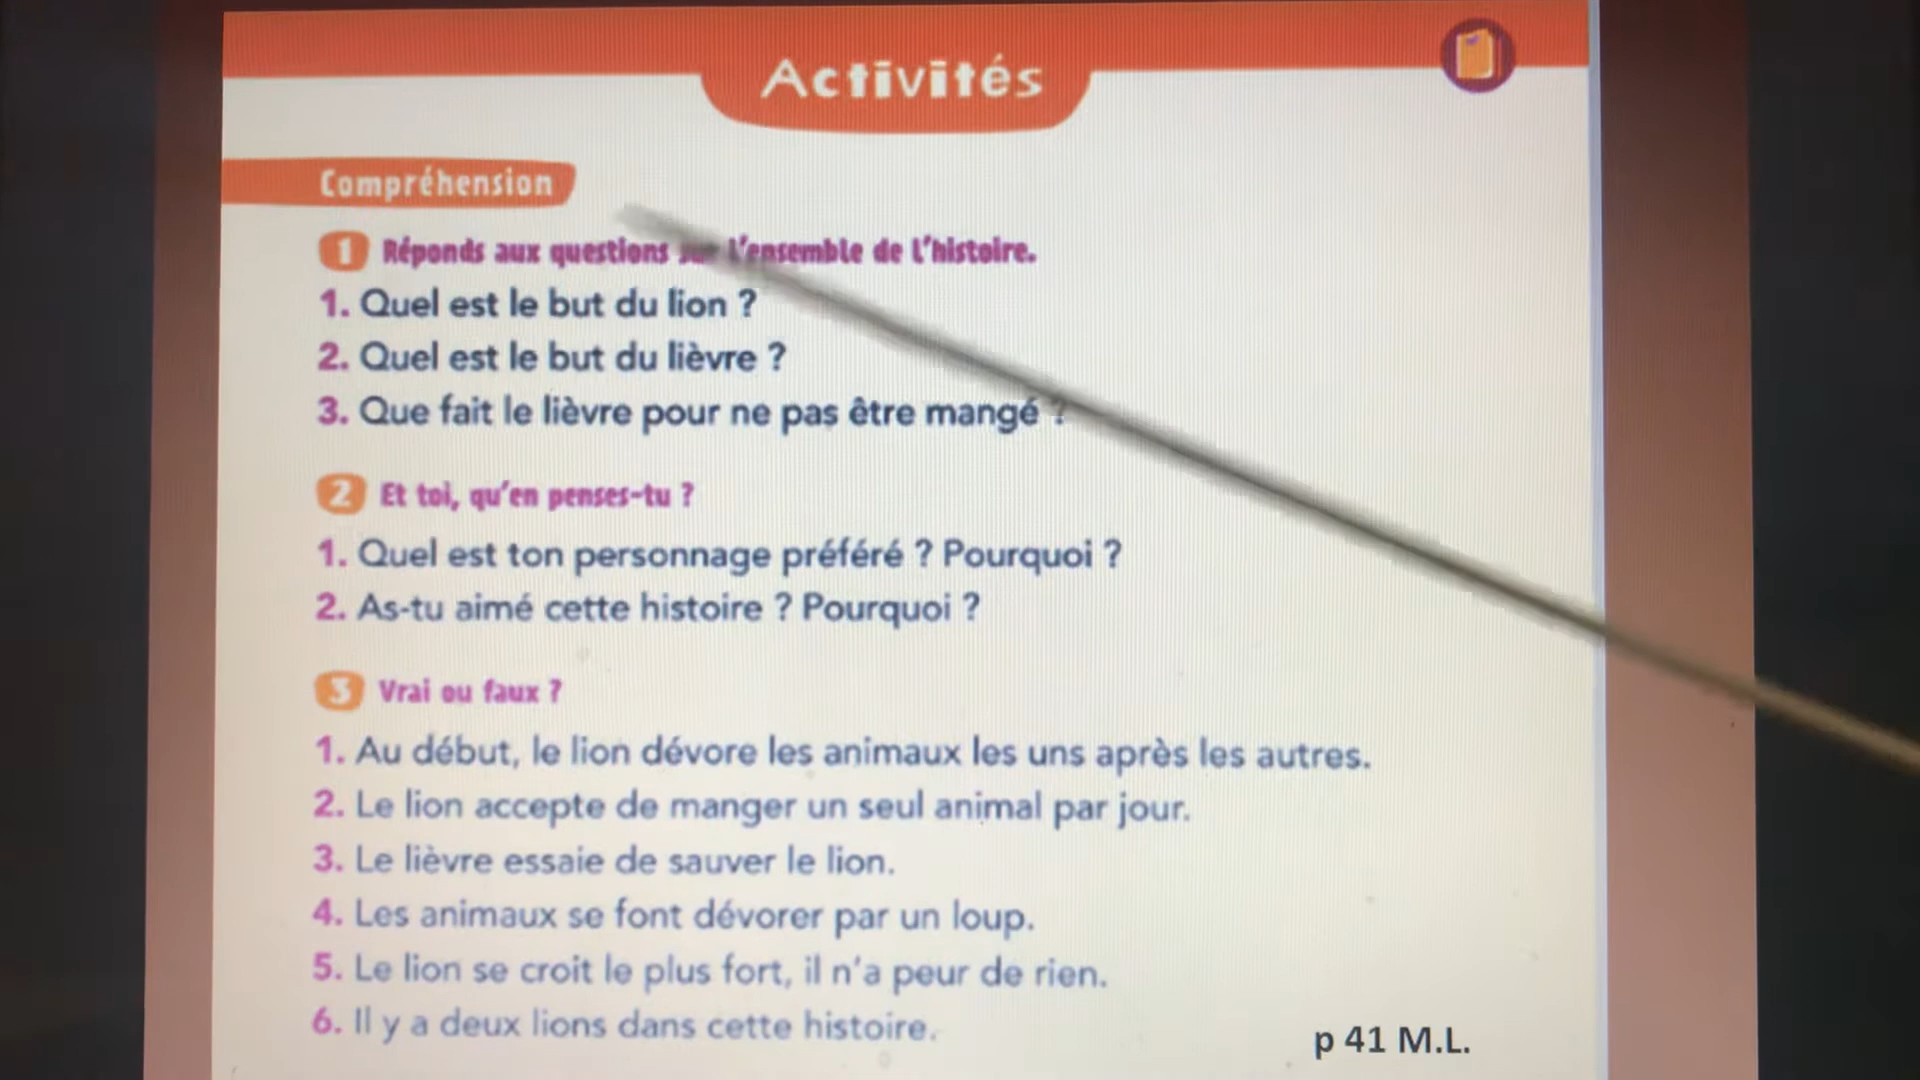 Activités
Compréhension
1 Réponds aux questions sur l'ensemble de l'histoire.
1. Quel est le but du lion ?
2. Quel est le but du lièvre ?
3. Que fait le lièvre pour ne pas être mangé ?
2 Et toi, qu'en penses-tu ?
1. Quel est ton personnage préféré ? Pourquoi ?
2. As-tu aimé cette histoire ? Pourquoi ?
3 Vrai ou faux ?
1. Au début, le lion dévore les animaux les uns après les autres.
2. Le lion accepte de manger un seul animal par jour.
3. Le lièvre essaie de sauver le lion.
4. Les animaux se font dévorer par un loup.
5. Le lion se croit le plus fort, il n'a peur de rien.
6. Il y a deux lions dans cette histoire.
p 41 M.L.